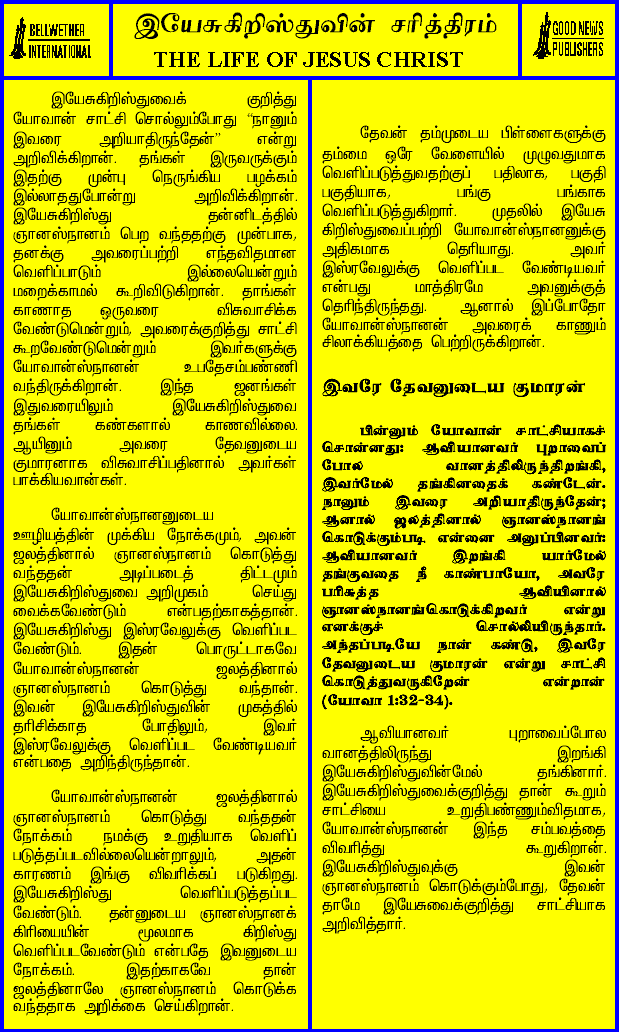 BELLWETHER
INTERNATIONAL
இயேசுகிறிஸ்துவின் சரித்திரம்
THE LIFE OF JESUS CHRIST
GOOD NEWS
PUBLISHERS
இயேசுகிறிஸ்துவைக் குறித்து
யோவான் சாட்சி சொல்லும்போது “நானும்
இவரை அறியாதிருந்தேன்” என்று
அறிவிக்கிறான். தங்கள் இருவருக்கும்
இதற்கு முன்பு நெருங்கிய பழக்கம்
இல்லாததுபோன்று அறிவிக்கிறான்.
இயேசுகிறிஸ்து தன்னிடத்தில்
ஞானஸ்நானம் பெற வந்ததற்கு முன்பாக,
தனக்கு அவரைப்பற்றி எந்தவிதமான
வெளிப்பாடும் இல்லையென்றும்
மறைக்காமல் கூறிவிடுகிறான். தாங்கள்
காணாத ஒருவரை விசுவாசிக்க
வேண்டுமென்றும், அவரைக்குறித்து சாட்சி
கூறவேண்டுமென்றும் இவர்களுக்கு
யோவான்ஸ்நானன் உபதேசம்பண்ணி
வந்திருக்கிறான். இந்த ஜனங்கள்
இதுவரையிலும் இயேசுகிறிஸ்துவை
தங்கள் கண்களால் காணவில்லை.
ஆயினும் அவரை தேவனுடைய
குமாரனாக விசுவாசிப்பதினால் அவர்கள்
பாக்கியவான்கள்.
யோவான்ஸ்நானனுடைய
ஊழியத்தின் முக்கிய நோக்கமும், அவன்
ஜலத்தினால் ஞானஸ்நானம் கொடுத்து
வந்ததன் அடிப்படைத் திட்டமும்
இயேசுகிறிஸ்துவை அறிமுகம் செய்து
வைக்கவேண்டும் என்பதற்காகத்தான்.
இயேசுகிறிஸ்து இஸ்ரவேலுக்கு வெளிப்பட
வேண்டும். இதன் பொருட்டாகவே
யோவான்ஸ்நானன் ஜலத்தினால்
ஞானஸ்நானம் கொடுத்து வந்தான்.
இவன் இயேசுகிறிஸ்துவின் முகத்தில்
தரிசிக்காத போதிலும், இவர்
இஸ்ரவேலுக்கு வெளிப்பட வேண்டியவர்
என்பதை அறிந்திருந்தான்.
யோவான்ஸ்நானன் ஜலத்தினால்
ஞானஸ்நானம் கொடுத்து வந்ததன்
நோக்கம் நமக்கு உறுதியாக வெளிப்
படுத்தப்படவில்லையென்றாலும், அதன்
காரணம் இங்கு விவரிக்கப் படுகிறது.
இயேசுகிறிஸ்து வெளிப்படுத்தப்பட
வேண்டும். தன்னுடைய ஞானஸ்நானக்
கிரியையின் மூலமாக கிறிஸ்து
வெளிப்படவேண்டும் என்பதே இவனுடைய
நோக்கம். இதற்காகவே தான்
ஜலத்தினாலே ஞானஸ்நானம் கொடுக்க
வந்ததாக அறிக்கை செய்கிறான்.
தேவன் தம்முடைய பிள்ளைகளுக்கு
தம்மை ஒரே வேளையில் முழுவதுமாக
வெளிப்படுத்துவதற்குப் பதிலாக, பகுதி
பகுதியாக, பங்கு பங்காக
வெளிப்படுத்துகிறார். முதலில் இயேசு
கிறிஸ்துவைப்பற்றி யோவான்ஸ்நானனுக்கு
அதிகமாக தெரியாது. அவர்
இஸ்ரவேலுக்கு வெளிப்பட வேண்டியவர்
என்பது மாத்திரமே அவனுக்குத்
தெரிந்திருந்தது. ஆனால் இப்போதோ
யோவான்ஸ்நானன் அவரைக் காணும்
சிலாக்கியத்தை பெற்றிருக்கிறான்.
இவரே தேவனுடைய குமாரன்
பின்னும் யோவான் சாட்சியாகச்
சொன்னது: ஆவியானவர் புறாவைப்
போல வானத்திலிருந்திறங்கி,
இவர்மேல் தங்கினதைக் கண்டேன்.
நானும் இவரை அறியாதிருந்தேன்;
ஆனால் ஜலத்தினால் ஞானஸ்நானங்
கொடுக்கும்படி என்னை அனுப்பினவர்:
ஆவியானவர் இறங்கி யார்மேல்
தங்குவதை நீ காண்பாயோ, அவரே
பரிசுத்த ஆவியினால்
ஞானஸ்நானங்கொடுக்கிறவர் என்று
எனக்குச் சொல்லியிருந்தார்.
அந்தப்படியே நான் கண்டு, இவரே
தேவனுடைய குமாரன் என்று சாட்சி
கொடுத்துவருகிறேன் என்றான்
(யோவா 1:32-34).
ஆவியானவர் புறாவைப்போல
வானத்திலிருந்து இறங்கி
இயேசுகிறிஸ்துவின்மேல் தங்கினார்.
இயேசுகிறிஸ்துவைக்குறித்து தான் கூறும்
சாட்சியை உறுதிபண்ணும்விதமாக,
யோவான்ஸ்நானன் இந்த சம்பவத்தை
விவரித்து கூறுகிறான்.
இயேசுகிறிஸ்துவுக்கு இவன்
ஞானஸ்நானம் கொடுக்கும்போது, தேவன்
தாமே இயேசுவைக்குறித்து சாட்சியாக
அறிவித்தார்.